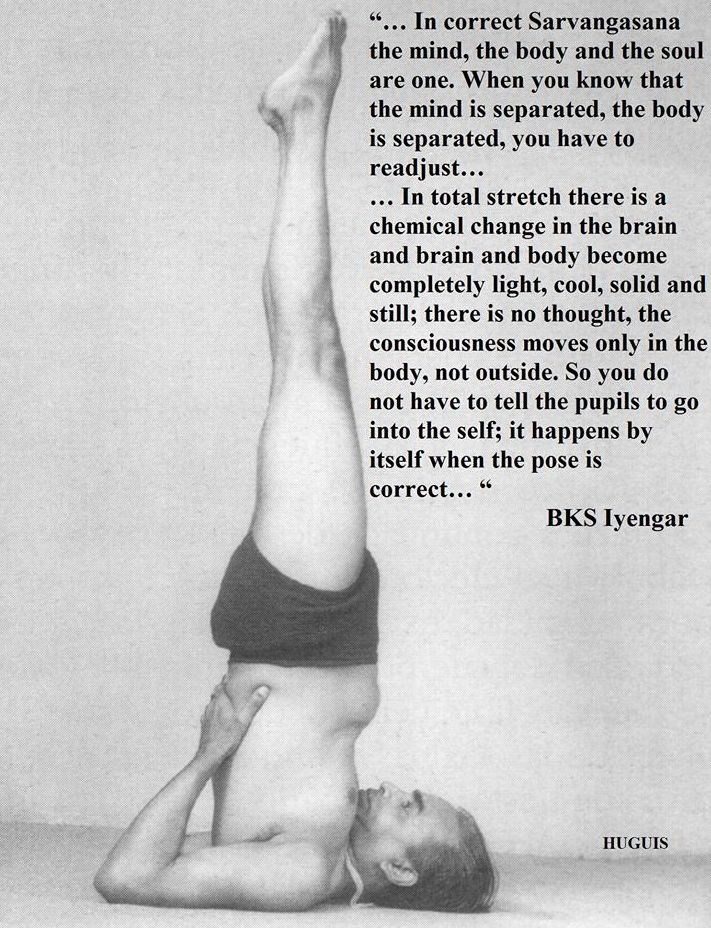 “… In correct Sarvangasana
the mind, the body and the soul
are one. When you know that
the mind is separated, the body
is separated, you have to
readjust…
… In total stretch there is a
chemical change in the brain
and brain and body become
completely light, cool, solid and
still; there is no thought, the
consciousness moves only in the
body, not outside. So you do
not have to tell the pupils to go
into the self; it happens by
itself when the pose is
correct… “
BKS Iyengar
HUGUIS